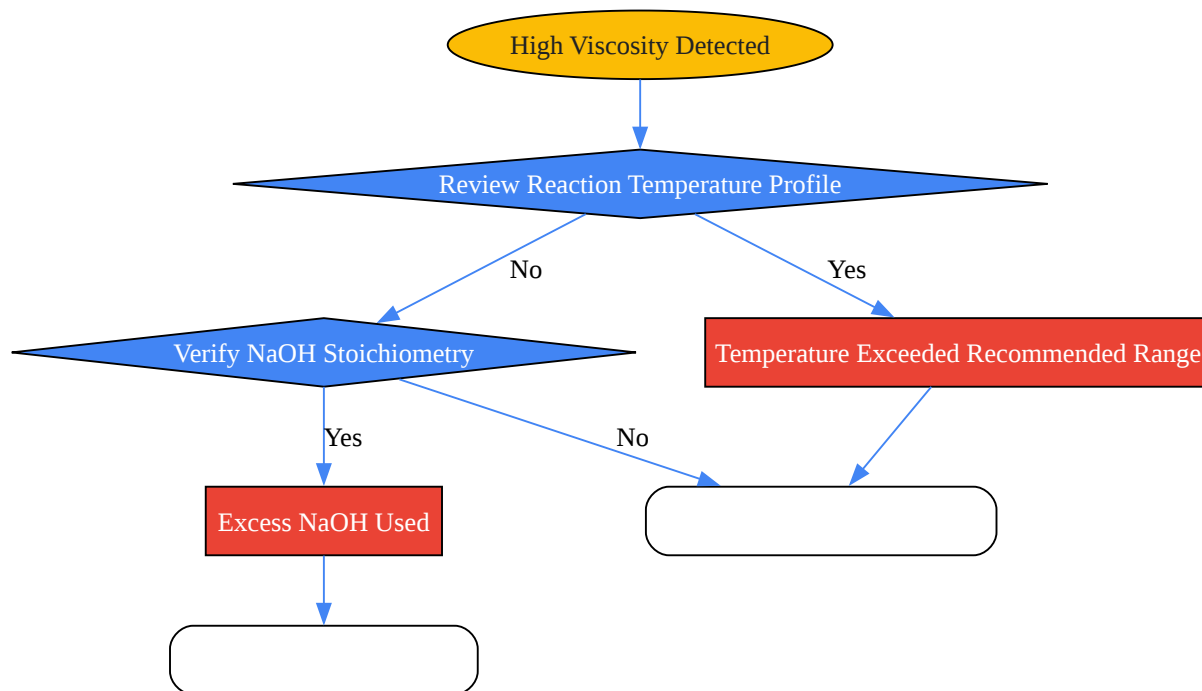 High Viscosity Detected
Review Reaction Temperature Profile
No
Yes
Verify NaOH Stoichiometry
Temperature Exceeded Recommended Range
Yes
No
Excess NaOH Used